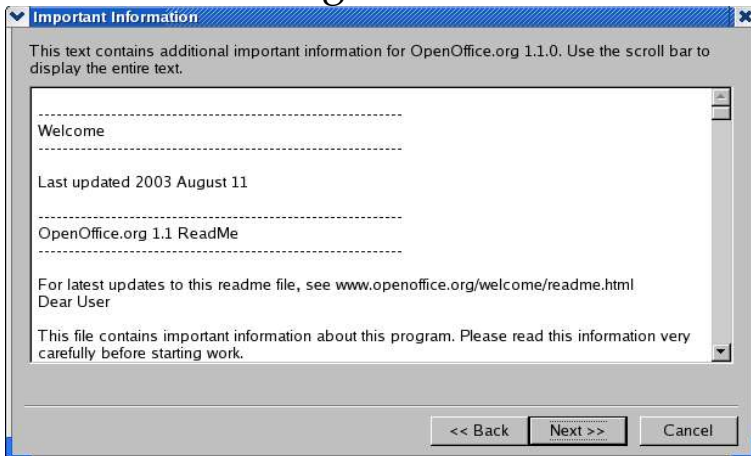 Important Information
This text contains additional important information for OpenOffice.org 1.1.0. Use the scroll bar to
display the entire text.
--------------------------------------------------------------
Welcome
--------------------------------------------------------------
Last updated 2003 August 11
--------------------------------------------------------------
OpenOffice.org 1.1 ReadMe
--------------------------------------------------------------
For latest updates to this readme file, see www.openoffice.org/welcome/readme.html
Dear User
This file contains important information about this program. Please read this information very
carefully before starting work.
<< Back Next >> Cancel